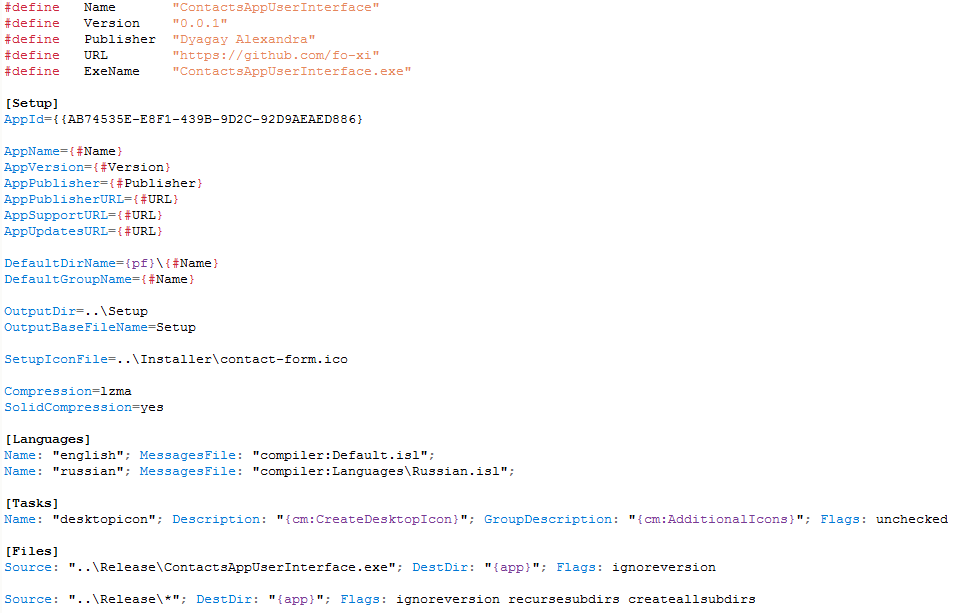 #define   Name       "ContactsAppUserInterface"
#define   Version    "0.0.1"
#define   Publisher  "Dyagay Alexandra"
#define   URL        "https://github.com/fo-xi"
#define   ExeName    "ContactsAppUserInterface.exe"
[Setup]
AppId={{AB74535E-E8F1-439B-9D2C-92D9AEAED886}
AppName={#Name}
AppVersion={#Version}
AppPublisher={#Publisher}
AppPublisherURL={#URL}
AppSupportURL={#URL}
AppUpdatesURL={#URL}
DefaultDirName={pf}\{#Name}
DefaultGroupName={#Name}
OutputDir=..\Setup
OutputBaseFileName=Setup
SetupIconFile=..\Installer\contact-form.ico
Compression=lzma
SolidCompression=yes
[Languages]
Name: "english"; MessagesFile: "compiler:Default.isl";
Name: "russian"; MessagesFile: "compiler:Languages\Russian.isl";
[Tasks]
Name: "desktopicon"; Description: "{cm:CreateDesktopIcon}"; GroupDescription: "{cm:AdditionalIcons}"; Flags: unchecked
[Files]
Source: "..\Release\ContactsAppUserInterface.exe"; DestDir: "{app}"; Flags: ignoreversion
Source: "..\Release\*"; DestDir: "{app}"; Flags: ignoreversion recursesubdirs createallsubdirs